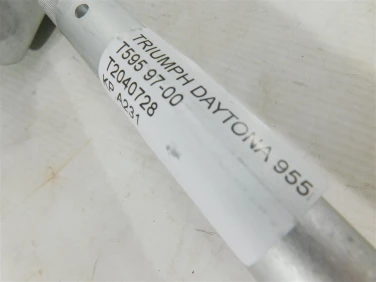 TRIUMPH DAYTONA 955
T595 97-00
T2040728
KP A231